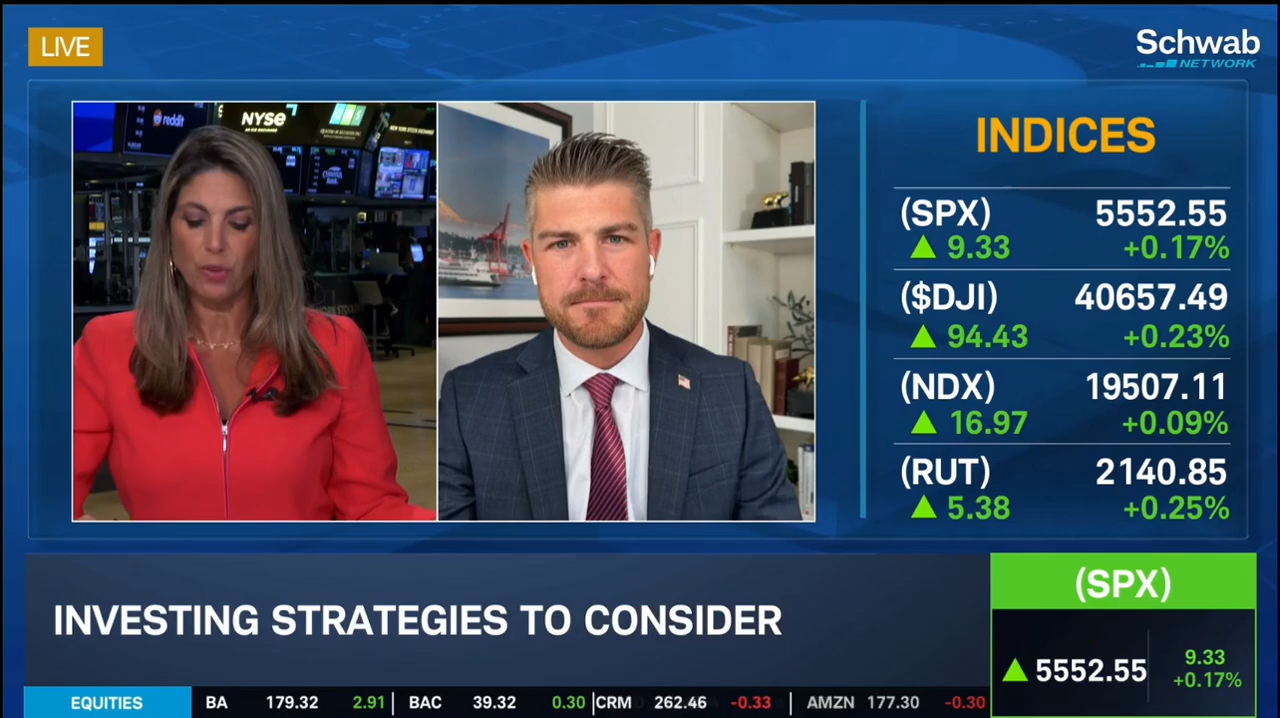 LIVE
Schwab
NETWORK
reddit
NYSE
INDICES
(SPX) 5552.55
▲ 9.33 +0.17%
($DJI) 40657.49
▲ 94.43 +0.23%
(NDX) 19507.11
▲ 16.97 +0.09%
(RUT) 2140.85
▲ 5.38 +0.25%
INVESTING STRATEGIES TO CONSIDER
(SPX)
▲ 5552.55 9.33 +0.17%
EQUITIES BA 179.32 2.91 BAC 39.32 0.30 CRM 262.46 -0.33 AMZN 177.30 -0.30